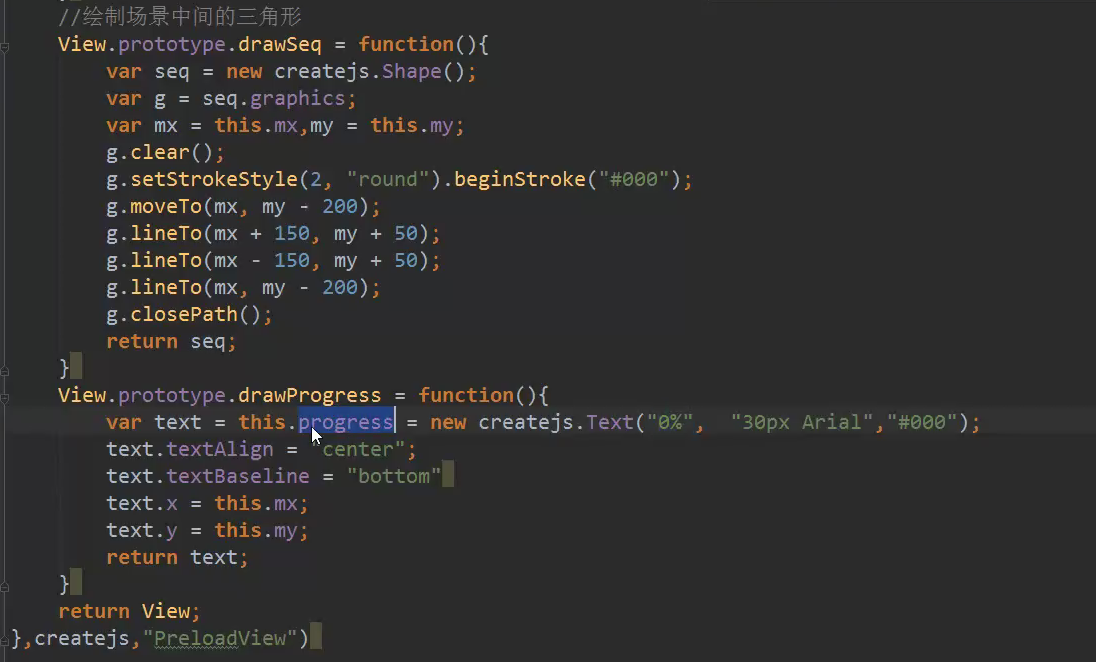 //绘制场景中间的三角形
View.prototype.drawSeq = function(){
var seq = new createjs.Shape();
var g = seq.graphics;
var mx = this.mx,my = this.my;
g.clear();
g.setStrokeStyle(2, "round").beginStroke("#000");
g.moveTo(mx, my - 200);
g.lineTo(mx + 150, my + 50);
g.lineTo(mx - 150, my + 50);
g.lineTo(mx, my - 200);
g.closePath();
return seq;
}
View.prototype.drawProgress = function(){
var text = this.progress = new createjs.Text("0%", "30px Arial","#000");
text.textAlign = "center";
text.textBaseline = "bottom"
text.x = this.mx;
text.y = this.my;
return text;
}
return View;
},createjs,"PreloadView")